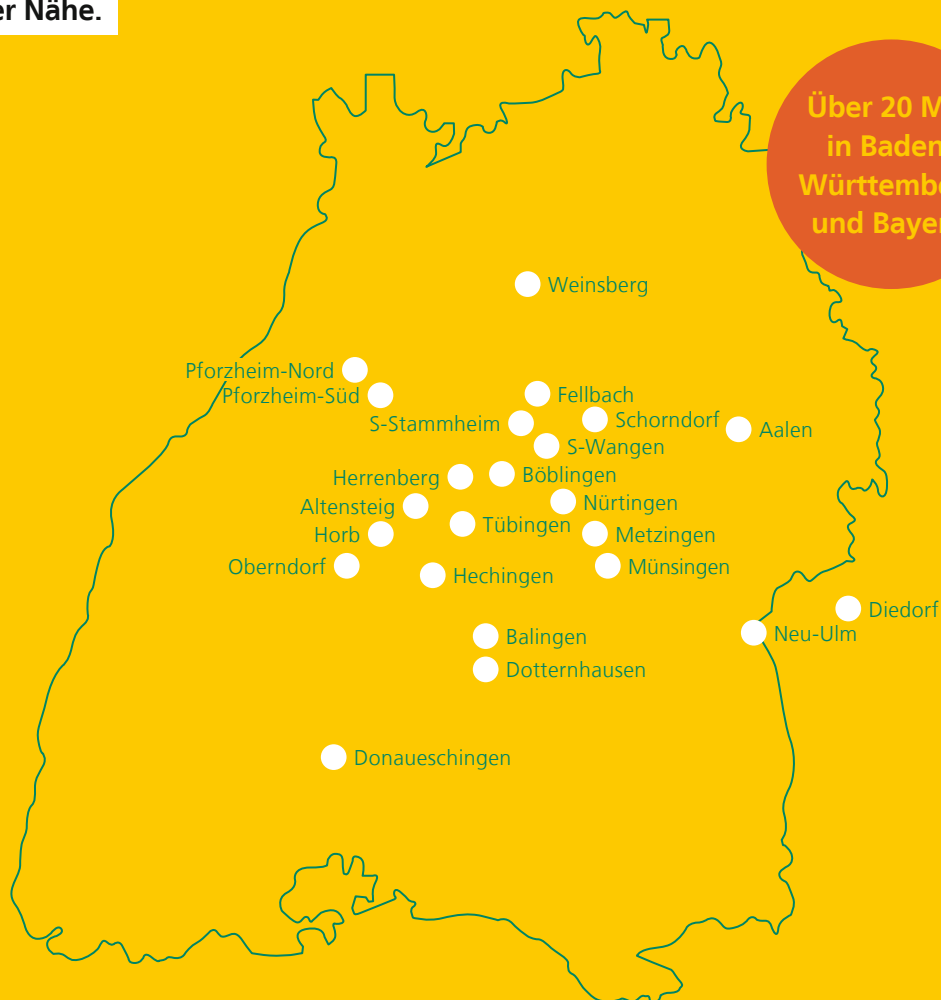 er Nähe.
Über 20 M
in Baden
Württembe
und Bayer
Weinsberg
Pforzheim-Nord
Pforzheim-Süd
Fellbach
S-Stammheim
Schorndorf
Aalen
S-Wangen
Herrenberg
Böblingen
Altensteig
Nürtingen
Horb
Tübingen
Metzingen
Oberndorf
Hechingen
Münsingen
Diedorf
Neu-Ulm
Balingen
Dotternhausen
Donaueschingen